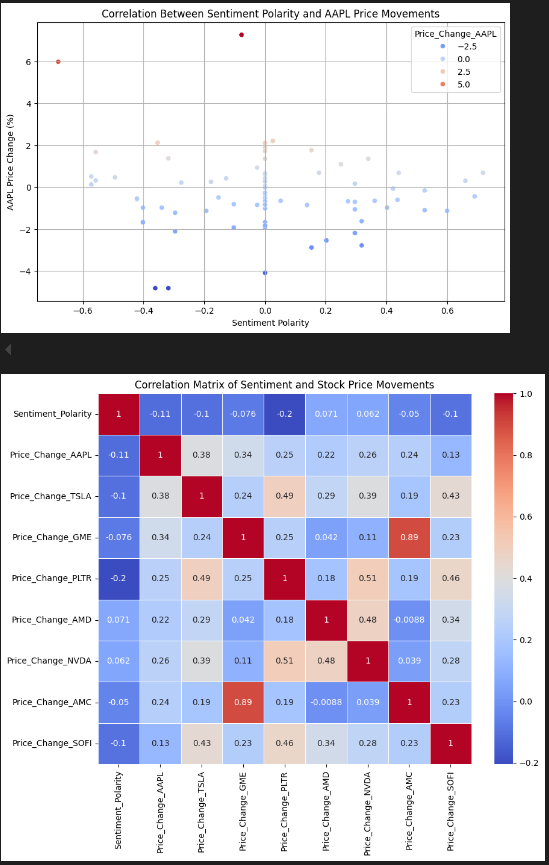 Correlation Between Sentiment Polarity and AAPL Price Movements
Price_Change_AAPL
−2.5
0.0
2.5
5.0
AAPL Price Change (%)
6
4
2
0
−2
−4
−0.6 −0.4 −0.2 0.0 0.2 0.4 0.6
Sentiment Polarity
Correlation Matrix of Sentiment and Stock Price Movements
Sentiment_Polarity 1 -0.11 -0.1 -0.076 -0.2 0.071 0.062 -0.05 -0.1
Price_Change_AAPL -0.11 1 0.38 0.34 0.25 0.22 0.26 0.24 0.13
Price_Change_TSLA -0.1 0.38 1 0.24 0.49 0.29 0.39 0.19 0.43
Price_Change_GME -0.076 0.34 0.24 1 0.25 0.042 0.11 0.89 0.23
Price_Change_PLTR -0.2 0.25 0.49 0.25 1 0.18 0.51 0.19 0.46
Price_Change_AMD 0.071 0.22 0.29 0.042 0.18 1 0.48 -0.0088 0.34
Price_Change_NVDA 0.062 0.26 0.39 0.11 0.51 0.48 1 0.039 0.28
Price_Change_AMC -0.05 0.24 0.19 0.89 0.19 -0.0088 0.039 1 0.23
Price_Change_SOFI -0.1 0.13 0.43 0.23 0.46 0.34 0.28 0.23 1
Sentiment_Polarity
Price_Change_AAPL
Price_Change_TSLA
Price_Change_GME
Price_Change_PLTR
Price_Change_AMD
Price_Change_NVDA
Price_Change_AMC
Price_Change_SOFI
1.0
0.8
0.6
0.4
0.2
0.0
−0.2